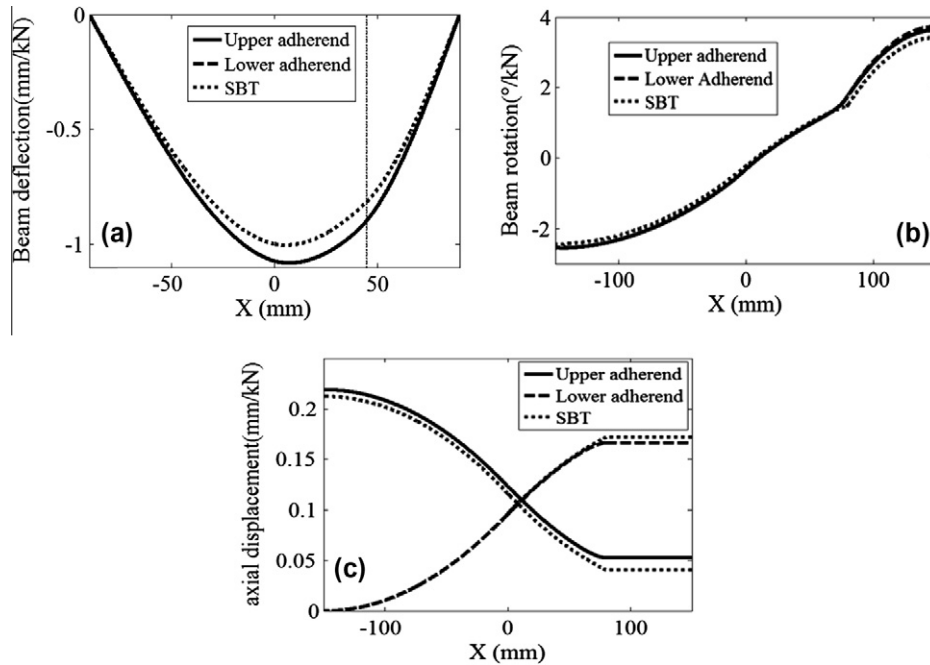 0
-0.5
-1
Beam deflection(mm/kN)
Upper adherend
Lower adherend
SBT
(a)
-50
0
50
X (mm)
4
2
0
-2
Beam rotation(°/kN)
Upper adherend
Lower Adherend
SBT
(b)
-100
0
100
X (mm)
0.2
0.15
0.1
0.05
0
axial displacement(mm/kN)
Upper adherend
Lower adherend
SBT
(c)
-100
0
100
X (mm)